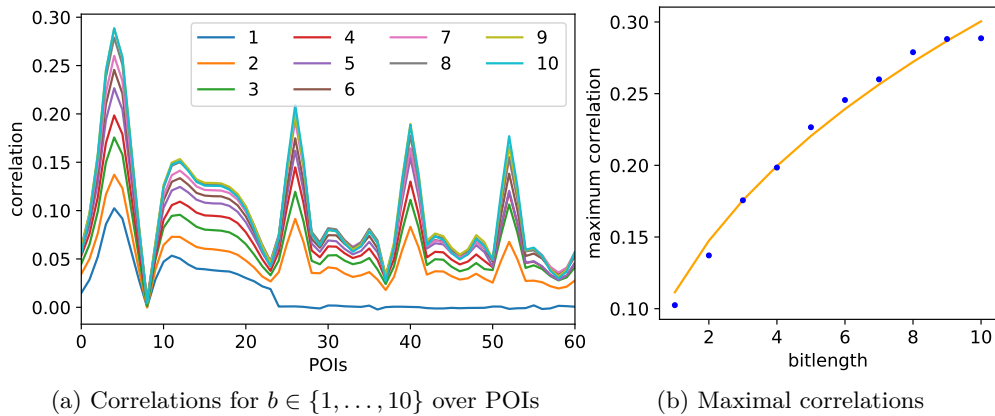 0.30
0.25
0.20
0.15
0.10
0.05
0.00
correlation
1 4 7 9
2 5 8 10
3 6
0 10 20 30 40 50 60
POIs
(a) Correlations for b ∈ {1, . . . , 10} over POIs
0.30
0.25
0.20
0.15
0.10
maximum correlation
2 4 6 8 10
bitlength
(b) Maximal correlations